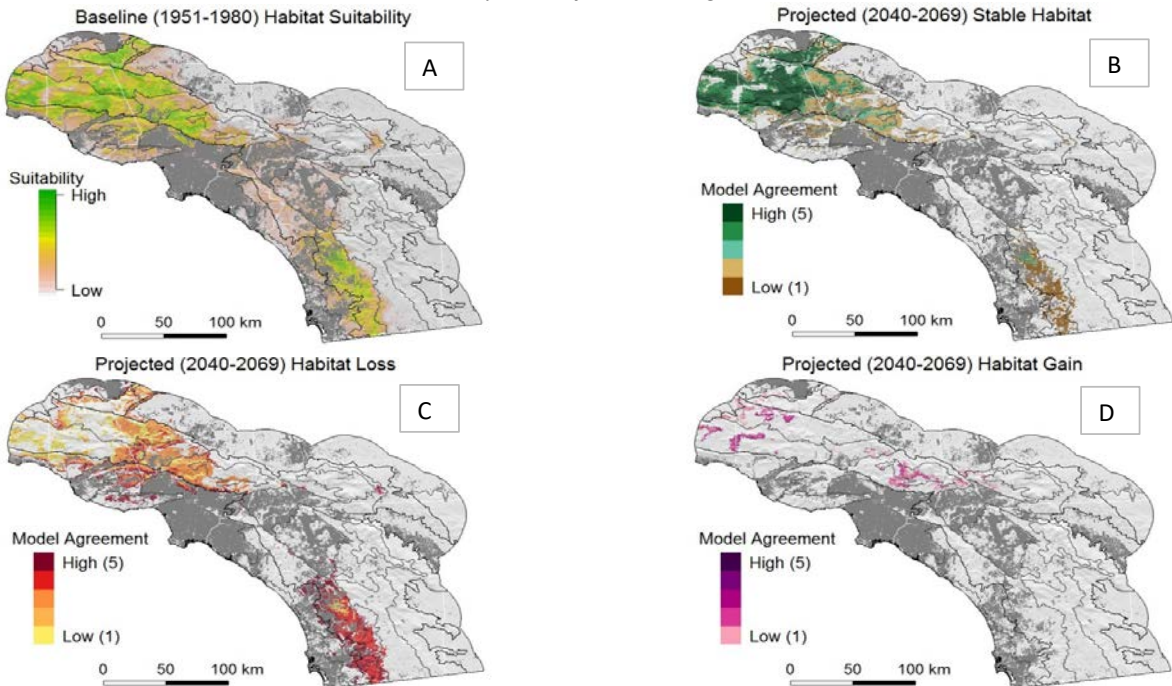 Baseline (1951-1980) Habitat Suitability
A
Suitability
High
Low
0 50 100 km
Projected (2040-2069) Stable Habitat
B
Model Agreement
High (5)
Low (1)
0 50 100 km
Projected (2040-2069) Habitat Loss
C
Model Agreement
High (5)
Low (1)
0 50 100 km
Projected (2040-2069) Habitat Gain
D
Model Agreement
High (5)
Low (1)
0 50 100 km